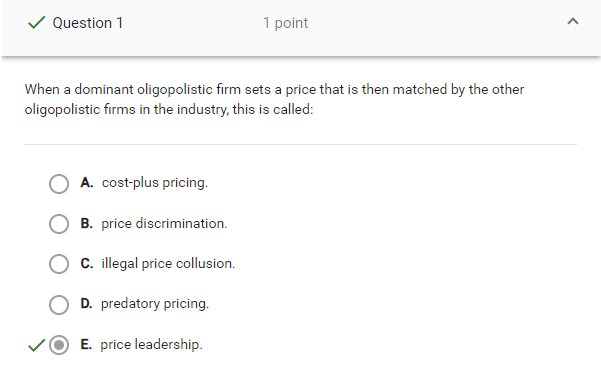 Question 1 1 point
When a dominant oligopolistic firm sets a price that is then matched by the other
oligopolistic firms in the industry, this is called:
A. cost-plus pricing.
B. price discrimination.
C. illegal price collusion.
D. predatory pricing.
E. price leadership.